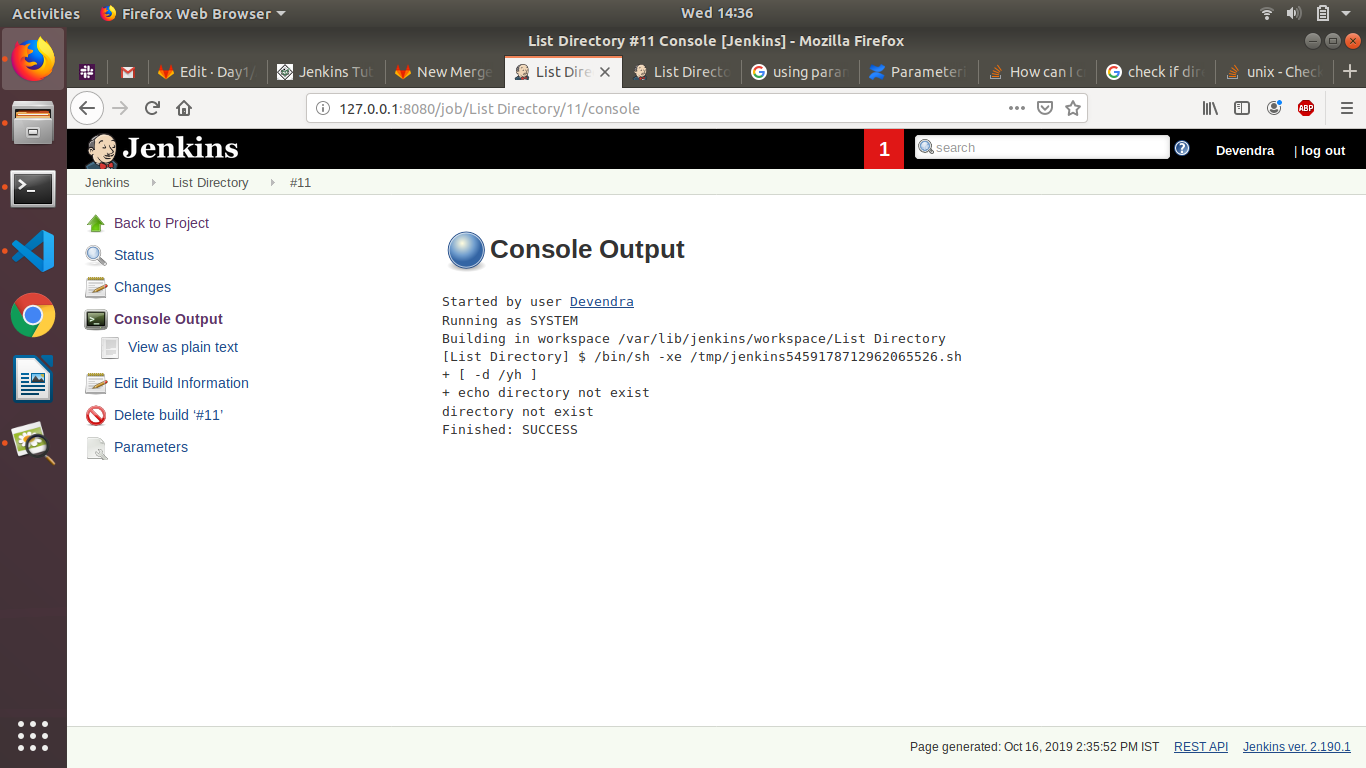 Activities
Firefox Web Browser
Wed 14:36
List Directory #11 Console [Jenkins] - Mozilla Firefox
Edit · Day1/
Jenkins Tut
New Merge
List Dire
List Directo
using paran
Parameteri
How can I c
check if dir
unix - Check
127.0.0.1:8080/job/List Directory/11/console
ABP
Jenkins
1
search
Devendra
| log out
Jenkins
List Directory
#11
Back to Project
Status
Changes
Console Output
View as plain text
Edit Build Information
Delete build ‘#11’
Parameters
Console Output
Started by user Devendra
Running as SYSTEM
Building in workspace /var/lib/jenkins/workspace/List Directory
[List Directory] $ /bin/sh -xe /tmp/jenkins5459178712962065526.sh
+ [ -d /yh ]
+ echo directory not exist
directory not exist
Finished: SUCCESS
Page generated: Oct 16, 2019 2:35:52 PM IST
REST API
Jenkins ver. 2.190.1